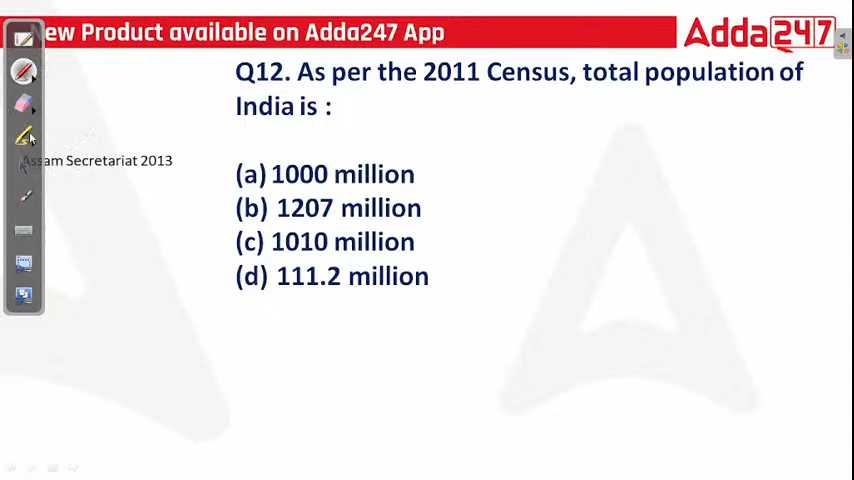 New Product available on Adda247 App
Adda247
Q12. As per the 2011 Census, total population of
India is :
Assam Secretariat 2013
(a) 1000 million
(b) 1207 million
(c) 1010 million
(d) 111.2 million